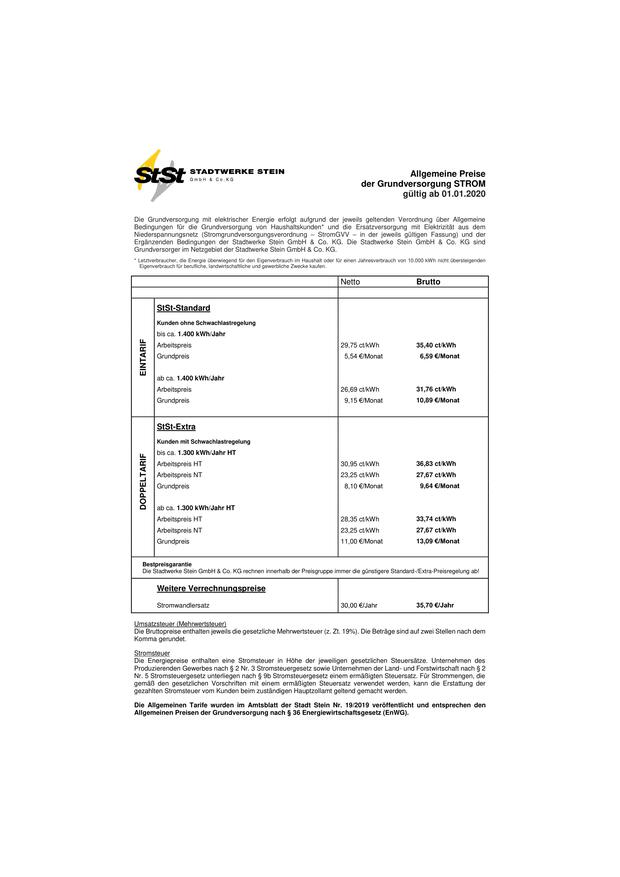 StSt STADTWERKE STEIN
GmbH & Co.KG
Allgemeine Preise
der Grundversorgung STROM
gültig ab 01.01.2020
Die Grundversorgung mit elektrischer Energie erfolgt aufgrund der jeweils geltenden Verordnung über Allgemeine
Bedingungen für die Grundversorgung von Haushaltskunden* und die Ersatzversorgung mit Elektrizität aus dem
Niederspannungsnetz (Stromgrundversorgungsverordnung – StromGVV – in der jeweils gültigen Fassung) und der
Ergänzenden Bedingungen der Stadtwerke Stein GmbH & Co. KG. Die Stadtwerke Stein GmbH & Co. KG sind
Grundversorger im Netzgebiet der Stadtwerke Stein GmbH & Co. KG.
* Letztverbraucher, die Energie überwiegend für den Eigenverbrauch im Haushalt oder für einen Jahresverbrauch von 10.000 kWh nicht übersteigenden
Eigenverbrauch für berufliche, landwirtschaftliche und gewerbliche Zwecke kaufen.
Netto Brutto
EINTARIF
StSt-Standard
Kunden ohne Schwachlastregelung
bis ca. 1.400 kWh/Jahr
Arbeitspreis 29,75 ct/kWh 35,40 ct/kWh
Grundpreis 5,54 €/Monat 6,59 €/Monat
ab ca. 1.400 kWh/Jahr
Arbeitspreis 26,69 ct/kWh 31,76 ct/kWh
Grundpreis 9,15 €/Monat 10,89 €/Monat
DOPPELTARIF
StSt-Extra
Kunden mit Schwachlastregelung
bis ca. 1.300 kWh/Jahr HT
Arbeitspreis HT 30,95 ct/kWh 36,83 ct/kWh
Arbeitspreis NT 23,25 ct/kWh 27,67 ct/kWh
Grundpreis 8,10 €/Monat 9,64 €/Monat
ab ca. 1.300 kWh/Jahr HT
Arbeitspreis HT 28,35 ct/kWh 33,74 ct/kWh
Arbeitspreis NT 23,25 ct/kWh 27,67 ct/kWh
Grundpreis 11,00 €/Monat 13,09 €/Monat
Bestpreisgarantie
Die Stadtwerke Stein GmbH & Co. KG rechnen innerhalb der Preisgruppe immer die günstigere Standard-/Extra-Preisregelung ab!
Weitere Verrechnungspreise
Stromwandlersatz 30,00 €/Jahr 35,70 €/Jahr
Umsatzsteuer (Mehrwertsteuer)
Die Bruttopreise enthalten jeweils die gesetzliche Mehrwertsteuer (z. Zt. 19%). Die Beträge sind auf zwei Stellen nach dem
Komma gerundet.
Stromsteuer
Die Energiepreise enthalten eine Stromsteuer in Höhe der jeweiligen gesetzlichen Steuersätze. Unternehmen des
Produzierenden Gewerbes nach § 2 Nr. 3 Stromsteuergesetz sowie Unternehmen der Land- und Forstwirtschaft nach § 2
Nr. 5 Stromsteuergesetz unterliegen nach § 9b Stromsteuergesetz einem ermäßigten Steuersatz. Für Strommengen, die
gemäß den gesetzlichen Vorschriften mit einem ermäßigten Steuersatz verwendet werden, kann die Erstattung der
gezahlten Stromsteuer vom Kunden beim zuständigen Hauptzollamt geltend gemacht werden.
Die Allgemeinen Tarife wurden im Amtsblatt der Stadt Stein Nr. 19/2019 veröffentlicht und entsprechen den
Allgemeinen Preisen der Grundversorgung nach § 36 Energiewirtschaftsgesetz (EnWG).